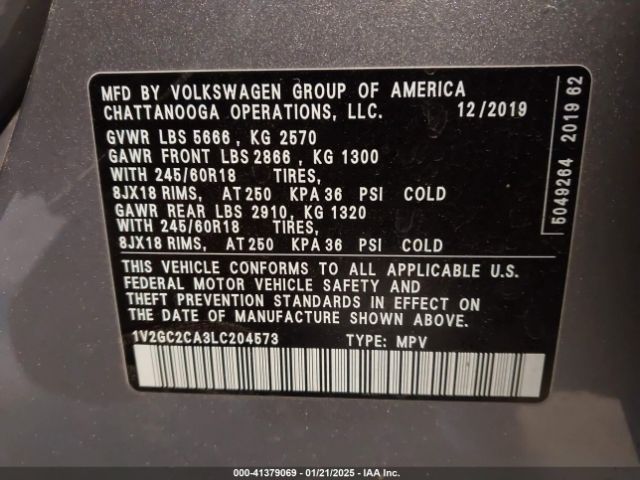 MFD BY VOLKSWAGEN GROUP OF AMERICA
CHATTANOOGA OPERATIONS, LLC. 12/2019
GVWR LBS 5666 , KG 2570
GAWR FRONT LBS 2866 , KG 1300
WITH 245/60R18 TIRES,
8JX18 RIMS, AT 250 KPA 36 PSI COLD
GAWR REAR LBS 2910, KG 1320
WITH 245/60R18 TIRES,
8JX18 RIMS, AT 250 KPA 36 PSI COLD
THIS VEHICLE CONFORMS TO ALL APPLICABLE U.S.
FEDERAL MOTOR VEHICLE SAFETY AND
THEFT PREVENTION STANDARDS IN EFFECT ON
THE DATE OF MANUFACTURE SHOWN ABOVE.
1V2GC2CA3LC204573 TYPE: MPV
5049264 2019 62
000-41379069 - 01/21/2025 - IAA Inc.